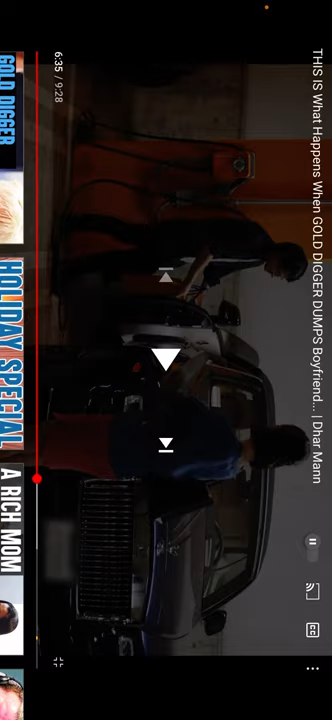 THIS IS What Happens When GOLD DIGGER DUMPS Boyfriend... | Dhar Mann
CC
6:35 / 9:28
GOLD DIGGER
HOLIDAY SPECIAL
A RICH MOM